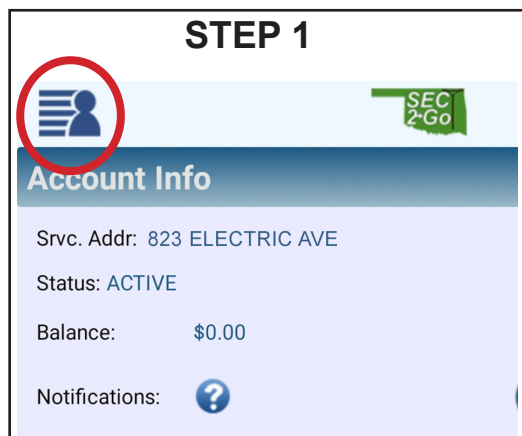 STEP 1
SEC
2-Go
Account Info
Srvc. Addr: 823 ELECTRIC AVE
Status: ACTIVE
Balance: $0.00
Notifications: ?